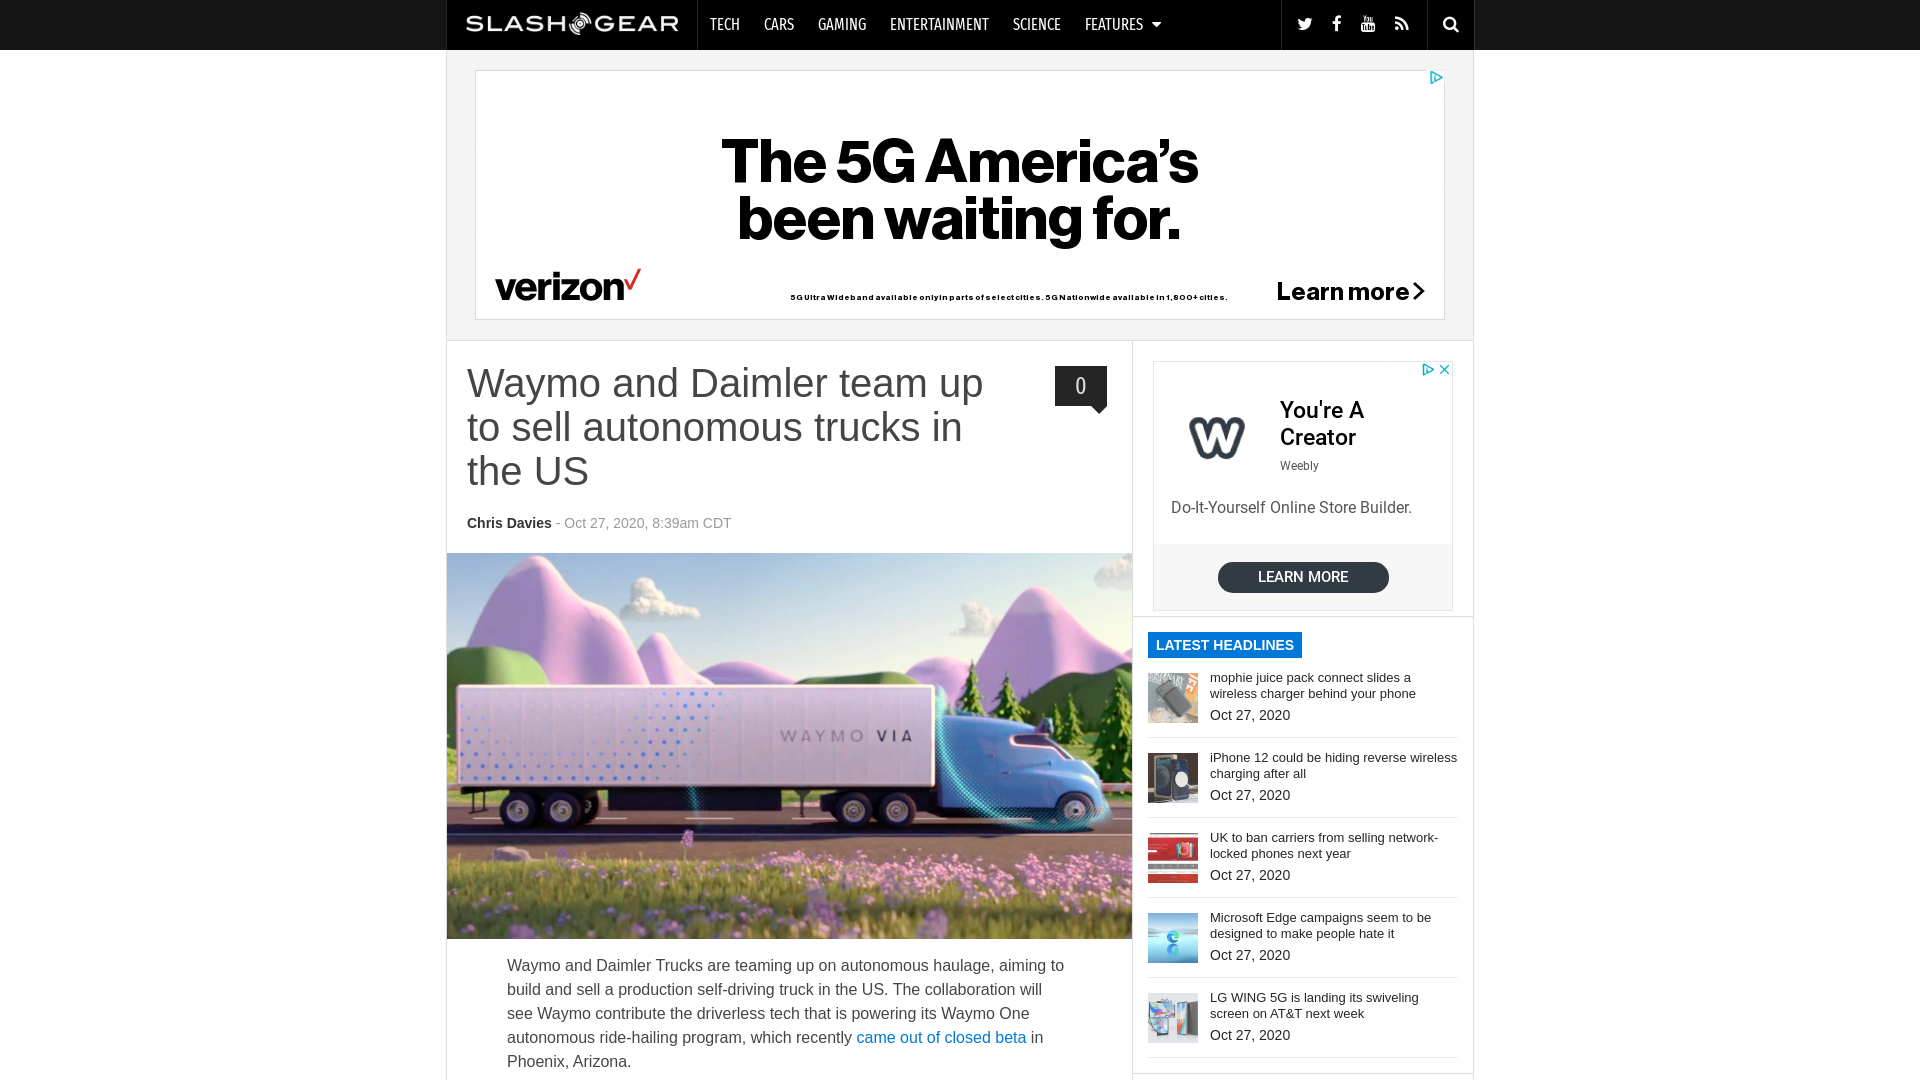 SLASH GEAR
TECH CARS GAMING ENTERTAINMENT SCIENCE FEATURES
The 5G America's
been waiting for.
verizon
5G Ultra Wideband available only in parts of select cities. 5G Nationwide available in 1,800+ cities.
Learn more
Waymo and Daimler team up
to sell autonomous trucks in
the US
0
Chris Davies - Oct 27, 2020, 8:39am CDT
WAYMO VIA
Waymo and Daimler Trucks are teaming up on autonomous haulage, aiming to
build and sell a production self-driving truck in the US. The collaboration will
see Waymo contribute the driverless tech that is powering its Waymo One
autonomous ride-hailing program, which recently came out of closed beta in
Phoenix, Arizona.
You're A
Creator
Weebly
Do-It-Yourself Online Store Builder.
LEARN MORE
LATEST HEADLINES
mophie juice pack connect slides a
wireless charger behind your phone
Oct 27, 2020
iPhone 12 could be hiding reverse wireless
charging after all
Oct 27, 2020
UK to ban carriers from selling network-
locked phones next year
Oct 27, 2020
Microsoft Edge campaigns seem to be
designed to make people hate it
Oct 27, 2020
LG WING 5G is landing its swiveling
screen on AT&T next week
Oct 27, 2020